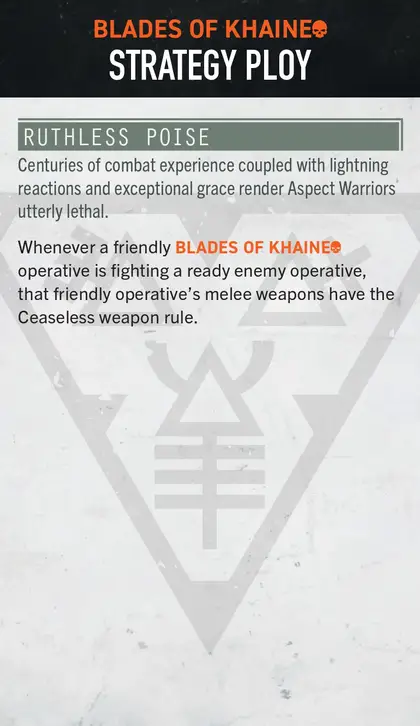 BLADES OF KHAINE
STRATEGY PLOY
RUTHLESS POISE
Centuries of combat experience coupled with lightning
reactions and exceptional grace render Aspect Warriors
utterly lethal.
Whenever a friendly BLADES OF KHAINE
operative is fighting a ready enemy operative,
that friendly operative’s melee weapons have the
Ceaseless weapon rule.